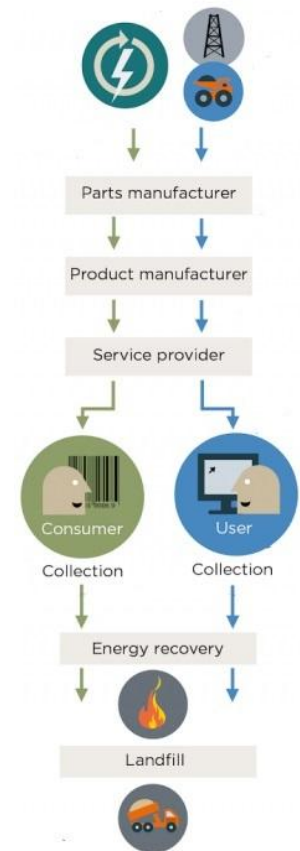 Parts manufacturer
Product manufacturer
Service provider
Consumer
User
Collection
Collection
Energy recovery
Landfill